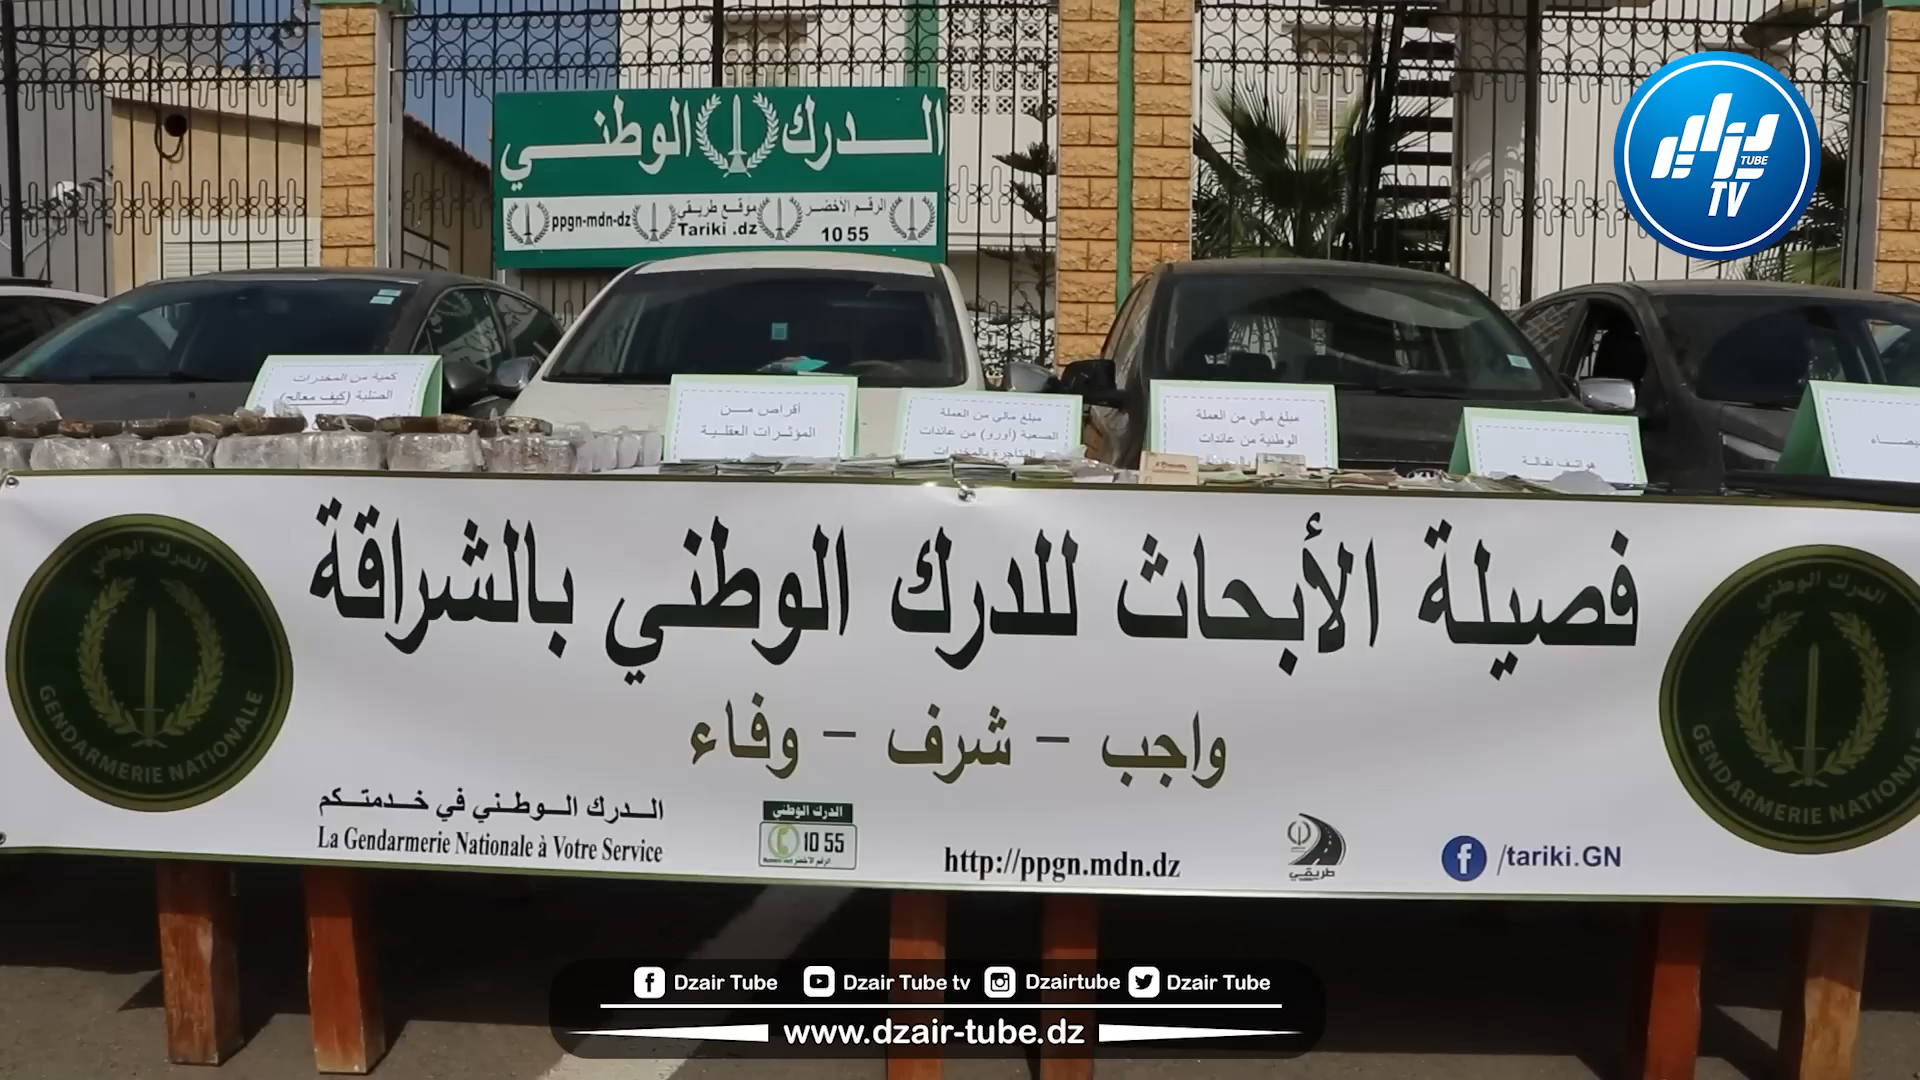 الدرك الوطني
الرقم الأخضر
10 55
موقع طريقي
Tariki .dz
ppgn-mdn-dz
TUBE
TV
كمية من المخدرات
الصلبة (كيف معالج)
أقراص من
المؤثرات العقلية
مبلغ مالي من العملة
الصعبة (أورو) من عائدات
المتاجرة بالمخدرات
مبلغ مالي من العملة
الوطنية من عائدات
هواتف نقالة
فصيلة الأبحاث للدرك الوطني بالشراقة
واجب - شرف - وفاء
الدرك الوطني
GENDARMERIE NATIONALE
الدرك الوطني
GENDARMERIE NATIONALE
الدرك الوطني في خدمتكم
La Gendarmerie Nationale à Votre Service
الدرك الوطني
10 55
الرقم الأخضر
http://ppgn.mdn.dz
طريقي
/tariki.GN
Dzair Tube
Dzair Tube tv
Dzairtube
Dzair Tube
www.dzair-tube.dz